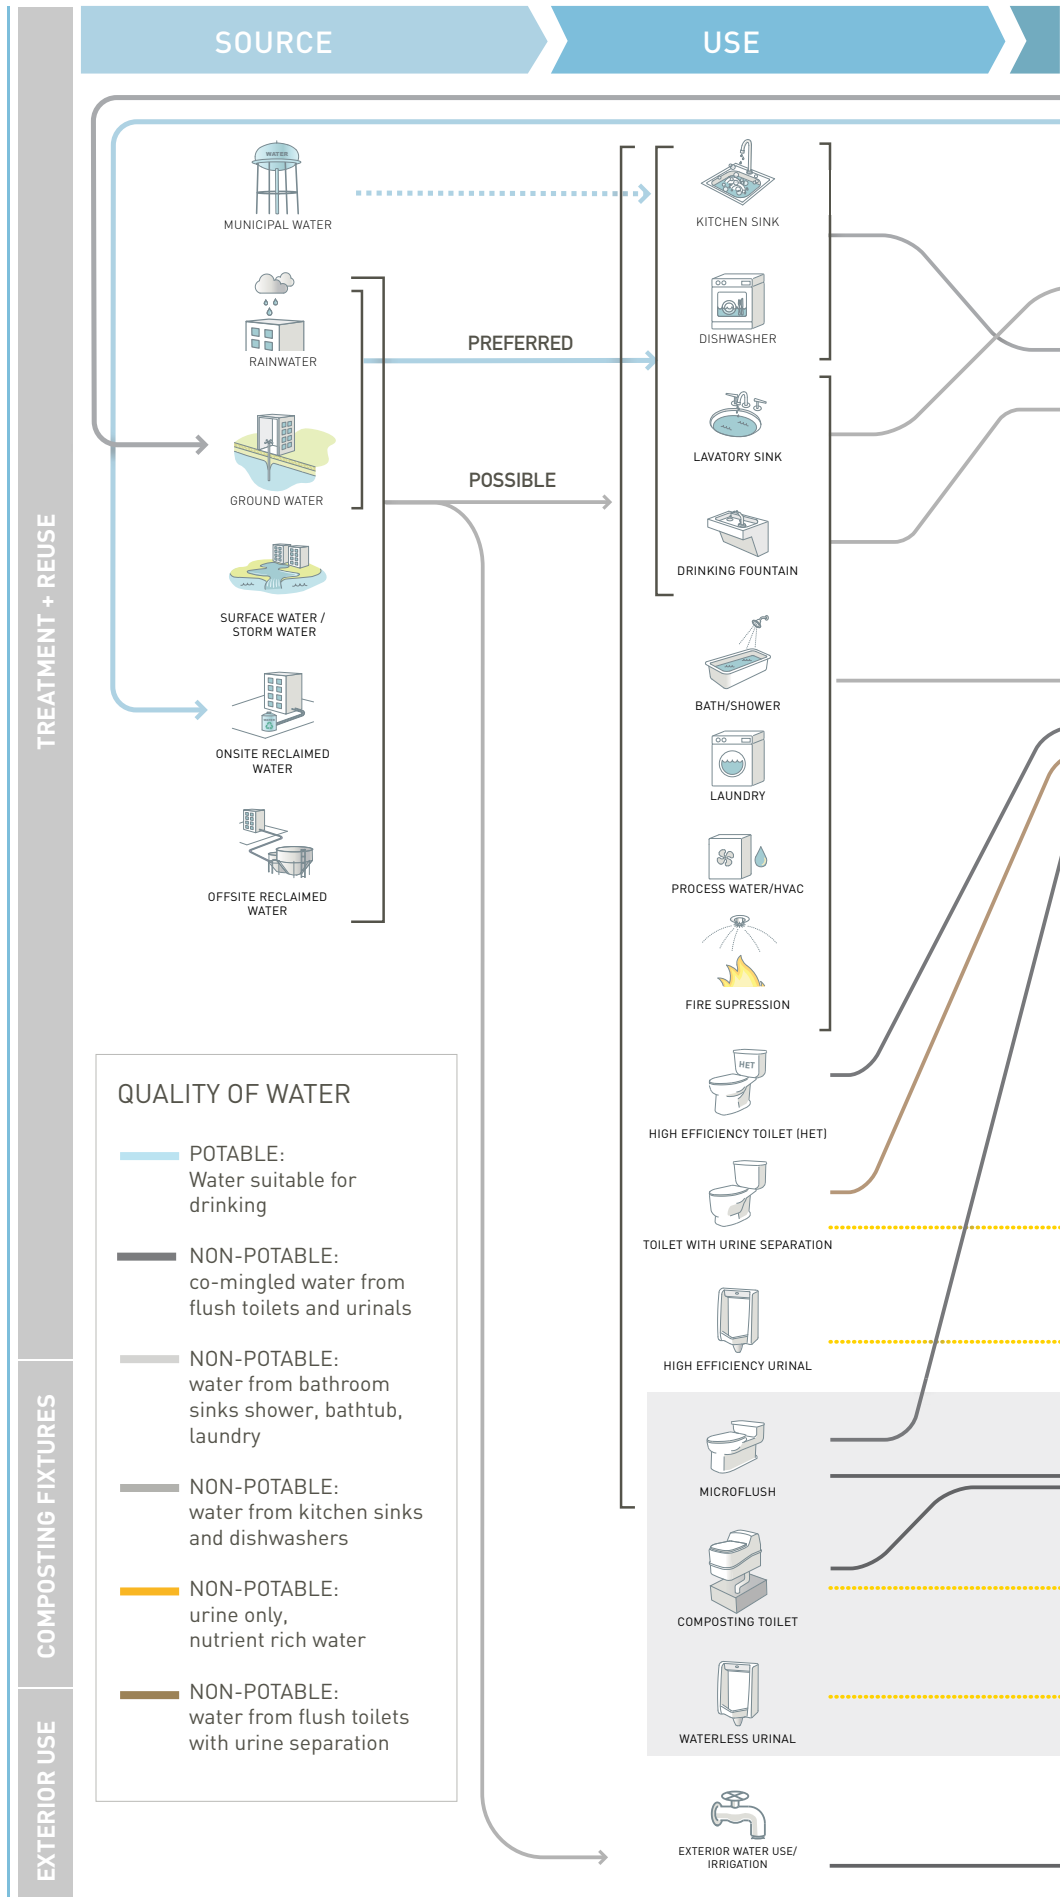 SOURCE
USE
TREATMENT + REUSE
COMPOSTING FIXTURES
EXTERIOR USE
WATER
MUNICIPAL WATER
RAINWATER
GROUND WATER
SURFACE WATER /
STORM WATER
ONSITE RECLAIMED
WATER
OFFSITE RECLAIMED
WATER
PREFERRED
POSSIBLE
KITCHEN SINK
DISHWASHER
LAVATORY SINK
DRINKING FOUNTAIN
BATH/SHOWER
LAUNDRY
PROCESS WATER/HVAC
FIRE SUPRESSION
HET
HIGH EFFICIENCY TOILET (HET)
TOILET WITH URINE SEPARATION
HIGH EFFICIENCY URINAL
MICROFLUSH
COMPOSTING TOILET
WATERLESS URINAL
EXTERIOR WATER USE/
IRRIGATION
QUALITY OF WATER
POTABLE:
Water suitable for
drinking
NON-POTABLE:
co-mingled water from
flush toilets and urinals
NON-POTABLE:
water from bathroom
sinks shower, bathtub,
laundry
NON-POTABLE:
water from kitchen sinks
and dishwashers
NON-POTABLE:
urine only,
nutrient rich water
NON-POTABLE:
water from flush toilets
with urine separation